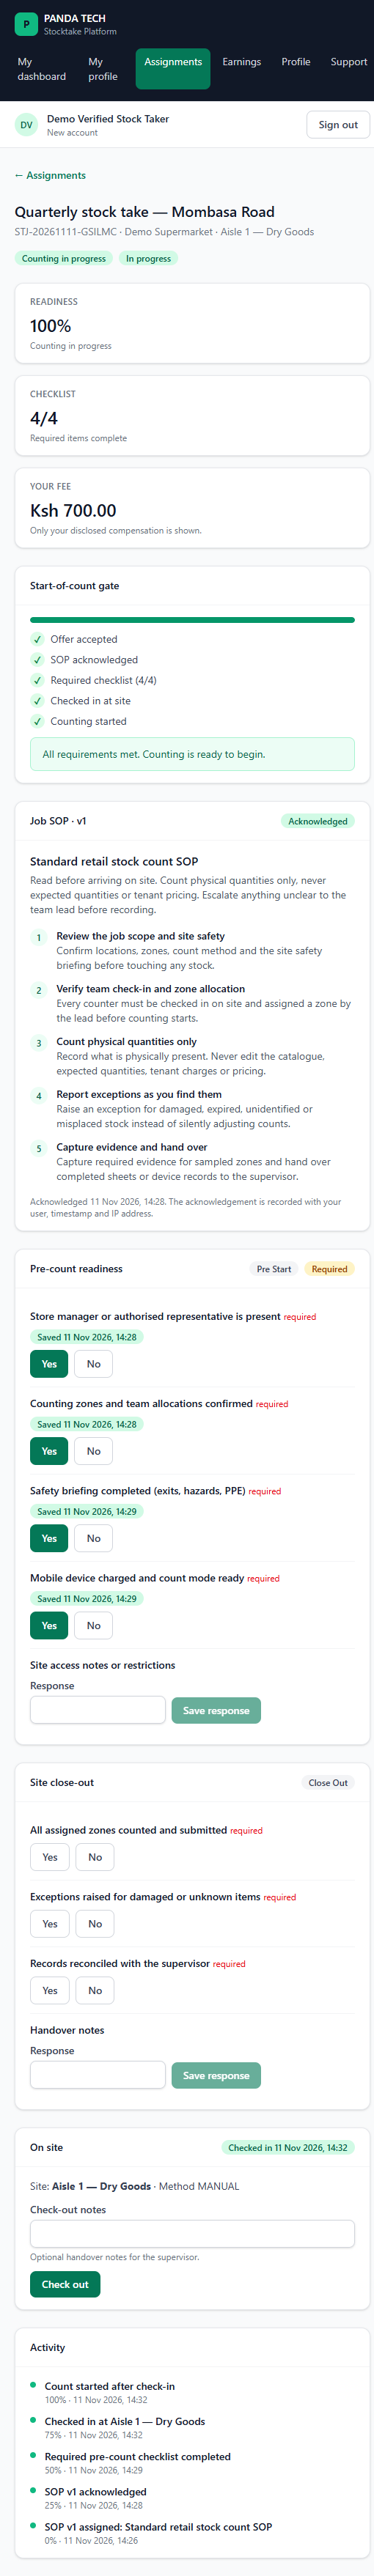 P
PANDA TECH
Stocktake Platform
My dashboard
My profile
Assignments
Earnings
Profile
Support
DV
Demo Verified Stock Taker
New account
Sign out
← Assignments
Quarterly stock take — Mombasa Road
STJ-20261111-GSILMC · Demo Supermarket · Aisle 1 — Dry Goods
Counting in progress
In progress
READINESS
100%
Counting in progress
CHECKLIST
4/4
Required items complete
YOUR FEE
Ksh 700.00
Only your disclosed compensation is shown.
Start-of-count gate
✓ Offer accepted
✓ SOP acknowledged
✓ Required checklist (4/4)
✓ Checked in at site
✓ Counting started
All requirements met. Counting is ready to begin.
Job SOP · v1
Acknowledged
Standard retail stock count SOP
Read before arriving on site. Count physical quantities only, never
expected quantities or tenant pricing. Escalate anything unclear to the
team lead before recording.
1 Review the job scope and site safety
Confirm locations, zones, count method and the site safety
briefing before touching any stock.
2 Verify team check-in and zone allocation
Every counter must be checked in on site and assigned a zone by
the lead before counting starts.
3 Count physical quantities only
Record what is physically present. Never edit the catalogue,
expected quantities, tenant charges or pricing.
4 Report exceptions as you find them
Raise an exception for damaged, expired, unidentified or
misplaced stock instead of silently adjusting counts.
5 Capture evidence and hand over
Capture required evidence for sampled zones and hand over
completed sheets or device records to the supervisor.
Acknowledged 11 Nov 2026, 14:28. The acknowledgement is recorded with your
user, timestamp and IP address.
Pre-count readiness
Pre Start
Required
Store manager or authorised representative is present required
Saved 11 Nov 2026, 14:28
Yes
No
Counting zones and team allocations confirmed required
Saved 11 Nov 2026, 14:28
Yes
No
Safety briefing completed (exits, hazards, PPE) required
Saved 11 Nov 2026, 14:29
Yes
No
Mobile device charged and count mode ready required
Saved 11 Nov 2026, 14:29
Yes
No
Site access notes or restrictions
Response
Save response
Site close-out
Close Out
All assigned zones counted and submitted required
Yes
No
Exceptions raised for damaged or unknown items required
Yes
No
Records reconciled with the supervisor required
Yes
No
Handover notes
Response
Save response
On site
Checked in 11 Nov 2026, 14:32
Site: Aisle 1 — Dry Goods · Method MANUAL
Check-out notes
Optional handover notes for the supervisor.
Check out
Activity
Count started after check-in
100% · 11 Nov 2026, 14:32
Checked in at Aisle 1 — Dry Goods
75% · 11 Nov 2026, 14:32
Required pre-count checklist completed
50% · 11 Nov 2026, 14:29
SOP v1 acknowledged
25% · 11 Nov 2026, 14:28
SOP v1 assigned: Standard retail stock count SOP
0% · 11 Nov 2026, 14:26